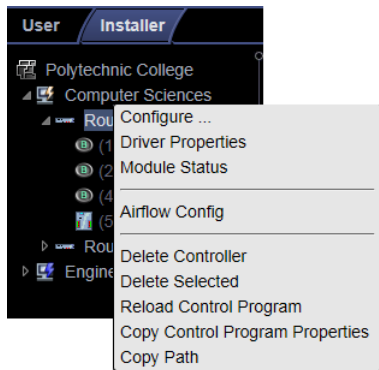 User Installer
Polytechnic College
Computer Sciences
Rou
Configure ...
(1
Driver Properties
(2
Module Status
(4
Airflow Config
(5
Rou
Delete Controller
Engine
Delete Selected
Reload Control Program
Copy Control Program Properties
Copy Path